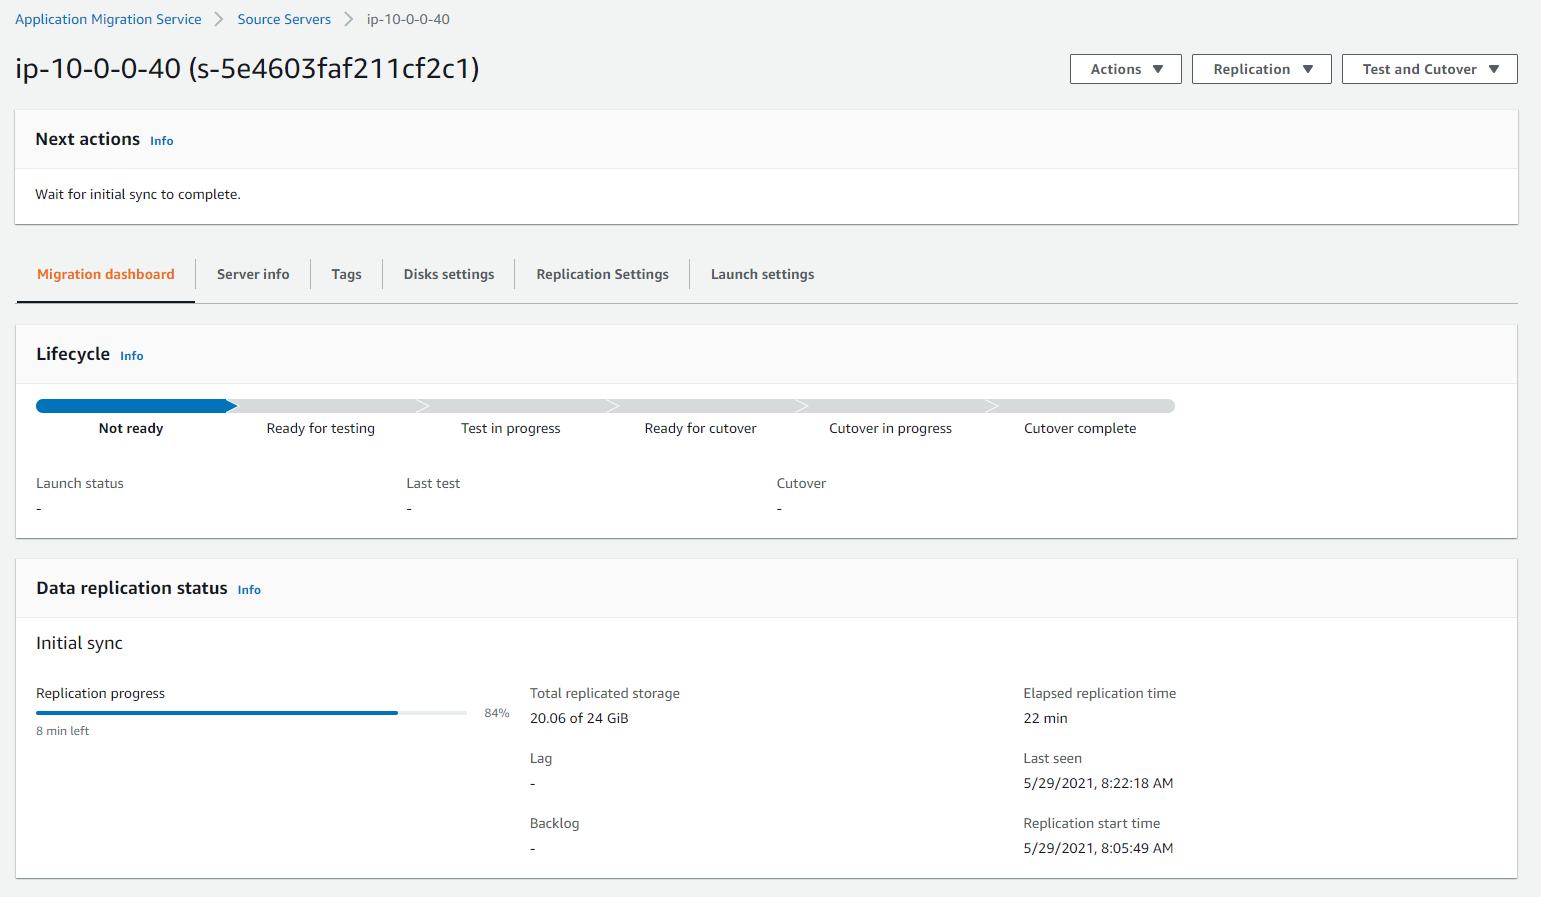 Application Migration Service > Source Servers > ip-10-0-0-40
ip-10-0-0-40 (s-5e4603faf211cf2c1)
Actions ▼ Replication ▼ Test and Cutover ▼
Next actions Info
Wait for initial sync to complete.
Migration dashboard Server info Tags Disks settings Replication Settings Launch settings
Lifecycle Info
Not ready Ready for testing Test in progress Ready for cutover Cutover in progress Cutover complete
Launch status Last test Cutover
- - -
Data replication status Info
Initial sync
Replication progress
84%
8 min left
Total replicated storage
20.06 of 24 GiB
Lag
-
Backlog
-
Elapsed replication time
22 min
Last seen
5/29/2021, 8:22:18 AM
Replication start time
5/29/2021, 8:05:49 AM